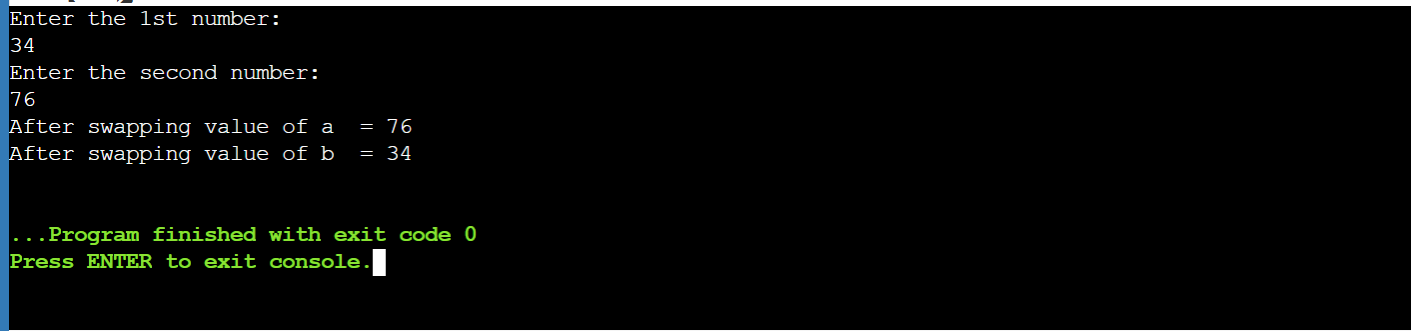 Enter the 1st number:
34
Enter the second number:
76
After swapping value of a  = 76
After swapping value of b  = 34
...Program finished with exit code 0
Press ENTER to exit console.